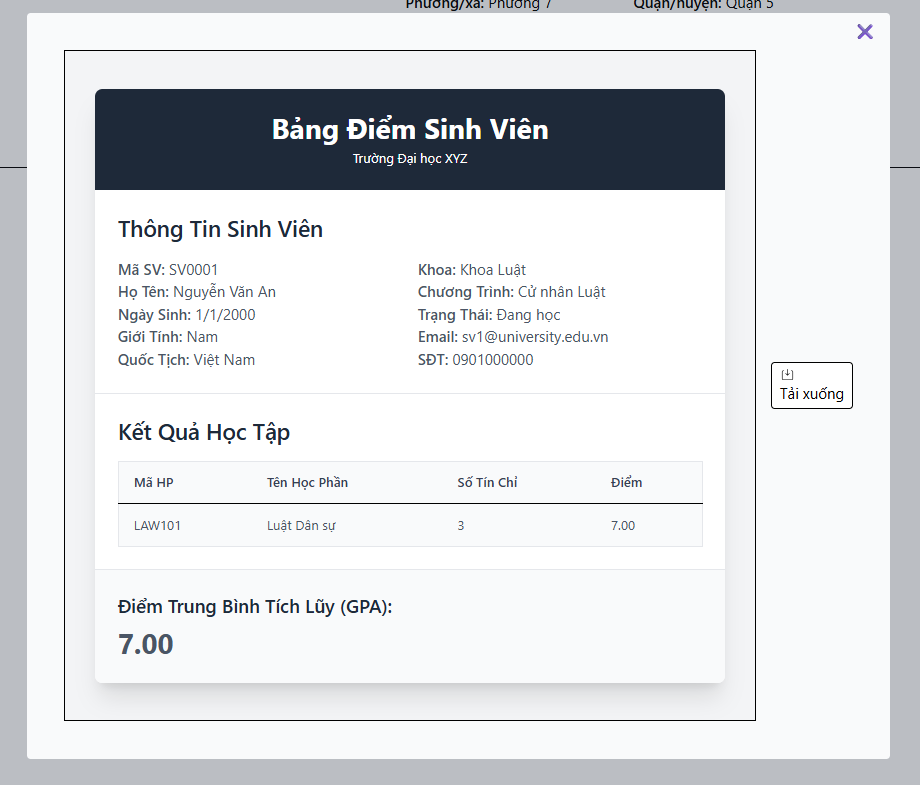 Phường/xã: Phường 7 Quận/huyện: Quận 5
Bảng Điểm Sinh Viên
Trường Đại học XYZ
Thông Tin Sinh Viên
Mã SV: SV0001
Họ Tên: Nguyễn Văn An
Ngày Sinh: 1/1/2000
Giới Tính: Nam
Quốc Tịch: Việt Nam
Khoa: Khoa Luật
Chương Trình: Cử nhân Luật
Trạng Thái: Đang học
Email: sv1@university.edu.vn
SĐT: 0901000000
Tải xuống
Kết Quả Học Tập
Mã HP Tên Học Phần Số Tín Chỉ Điểm
LAW101 Luật Dân sự 3 7.00
Điểm Trung Bình Tích Lũy (GPA):
7.00